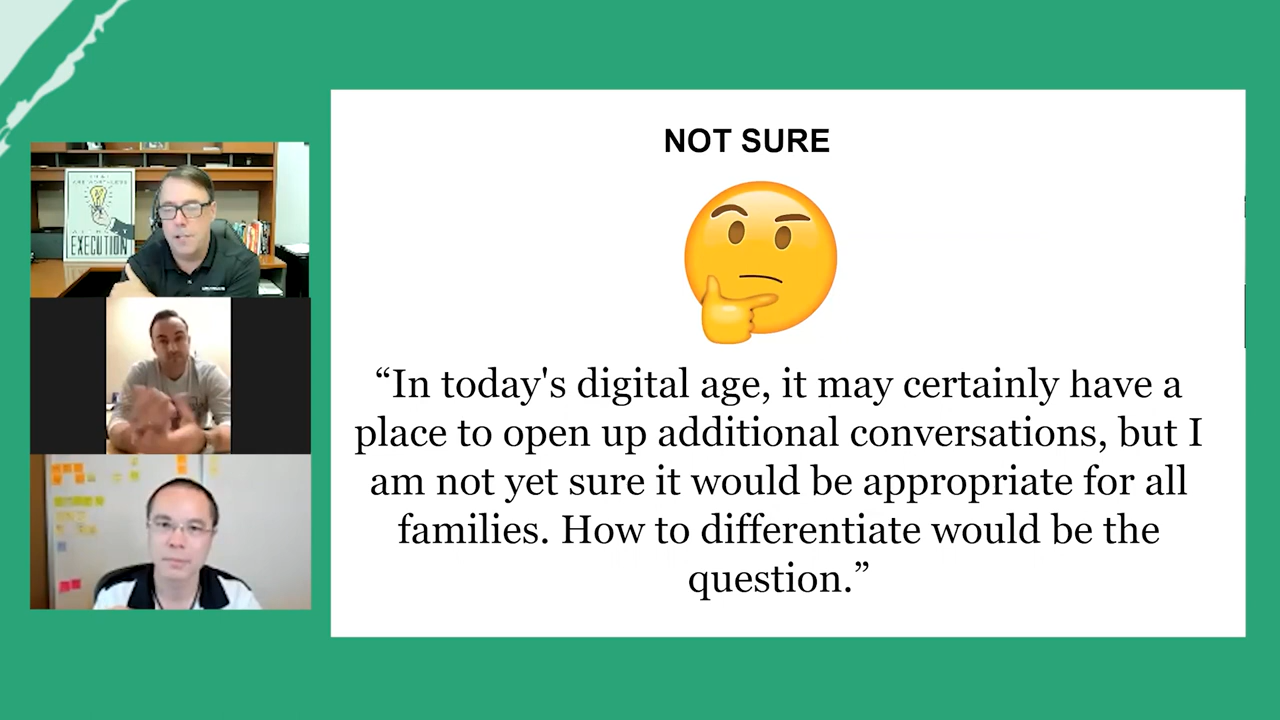 NOT SURE
“In today's digital age, it may certainly have a
place to open up additional conversations, but I
am not yet sure it would be appropriate for all
families. How to differentiate would be the
question.”
EXECUTION